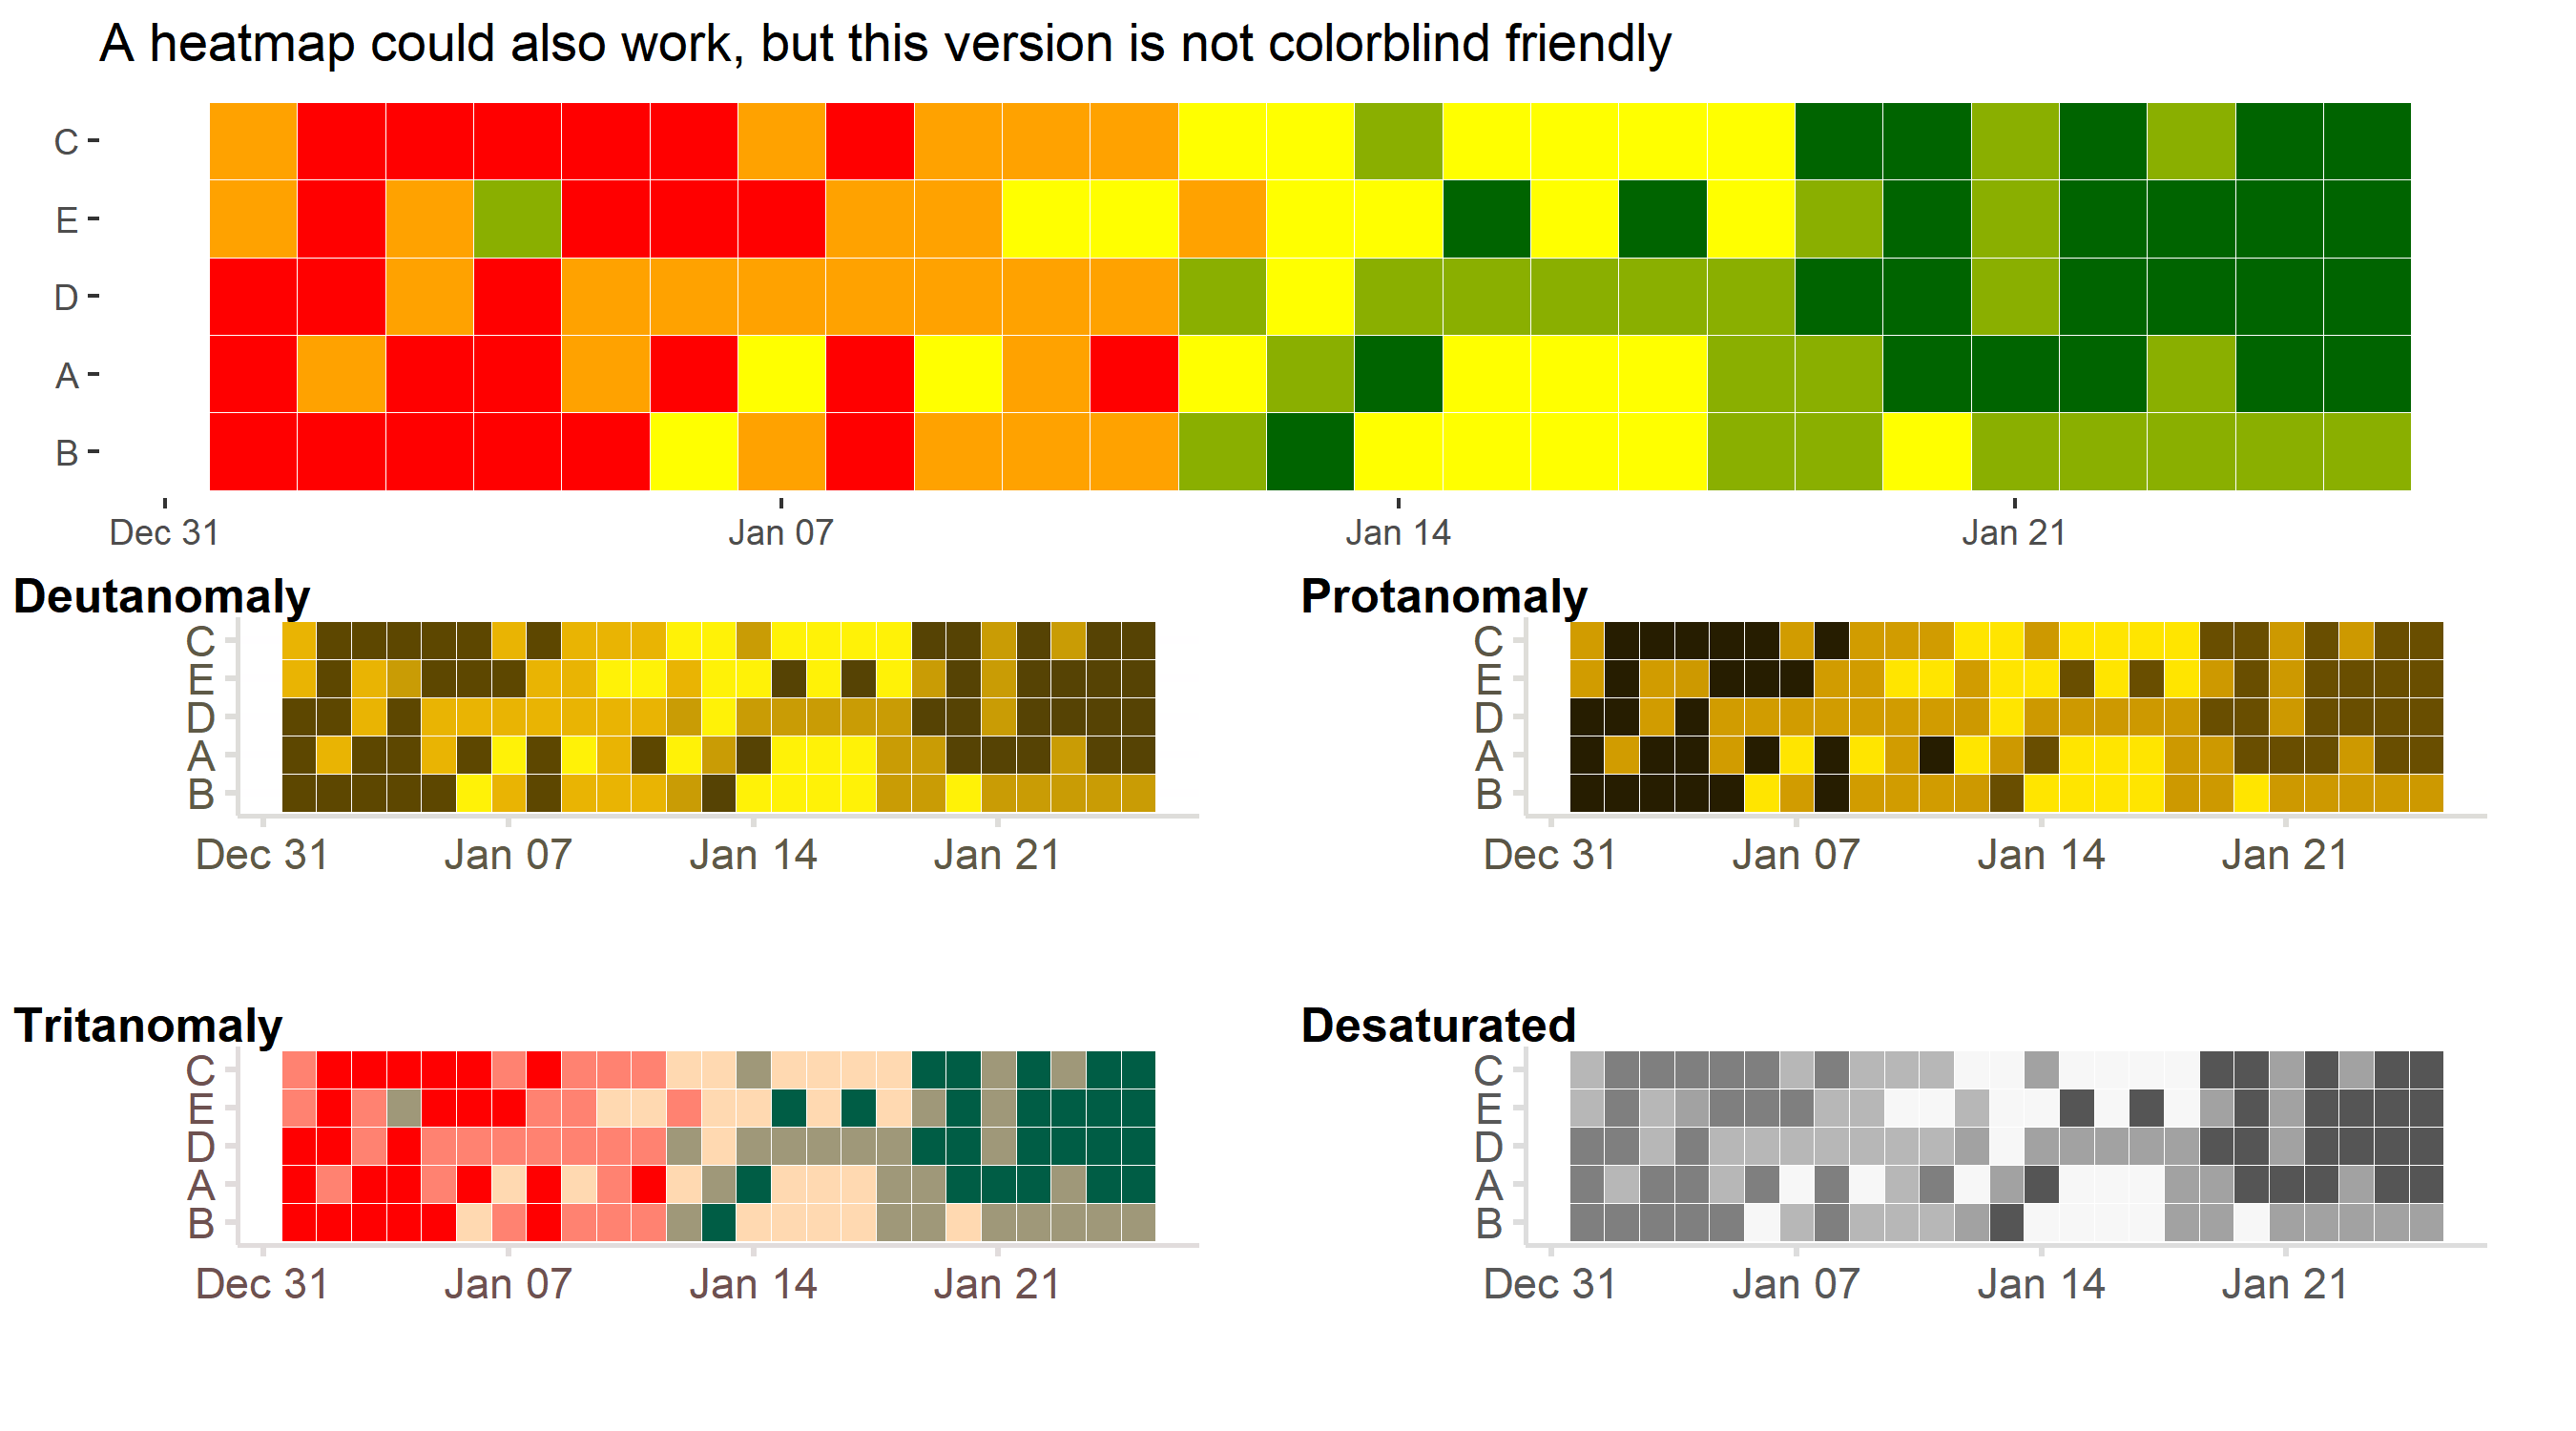 A heatmap could also work, but this version is not colorblind friendly
C
E
D
A
B
Dec 31 Jan 07 Jan 14 Jan 21
Deutanomaly
C
E
D
A
B
Dec 31 Jan 07 Jan 14 Jan 21
Protanomaly
C
E
D
A
B
Dec 31 Jan 07 Jan 14 Jan 21
Tritanomaly
C
E
D
A
B
Dec 31 Jan 07 Jan 14 Jan 21
Desaturated
C
E
D
A
B
Dec 31 Jan 07 Jan 14 Jan 21